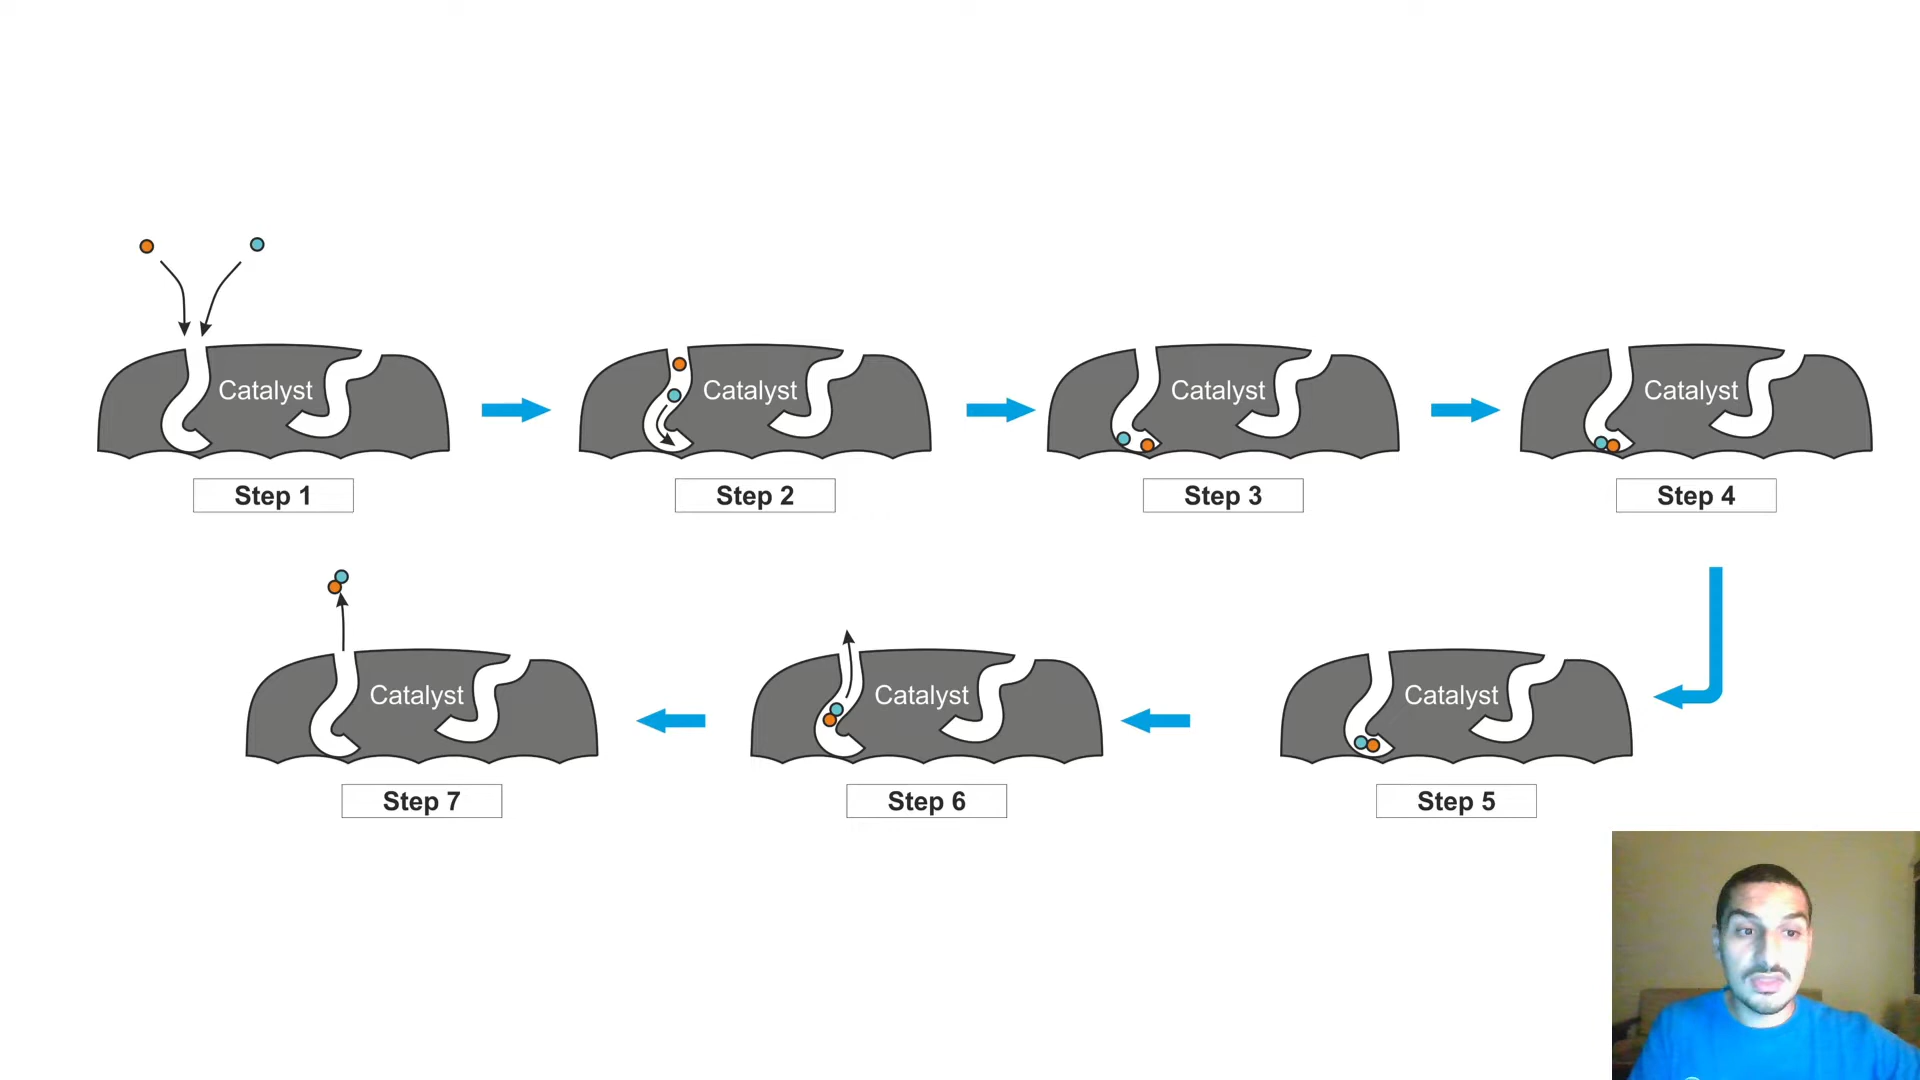 Catalyst
Step 1
Catalyst
Step 2
Catalyst
Step 3
Catalyst
Step 4
Catalyst
Step 7
Catalyst
Step 6
Catalyst
Step 5